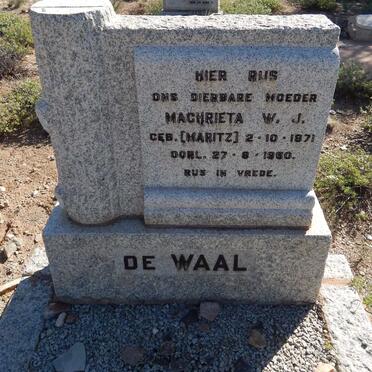 HIER RUS
ONS DIERBARE MOEDER
MACHRIETA W. J.
GEB. [MARITZ] 2-10-1871
OORL. 27-8-1960.
RUS IN VREDE.
DE WAAL